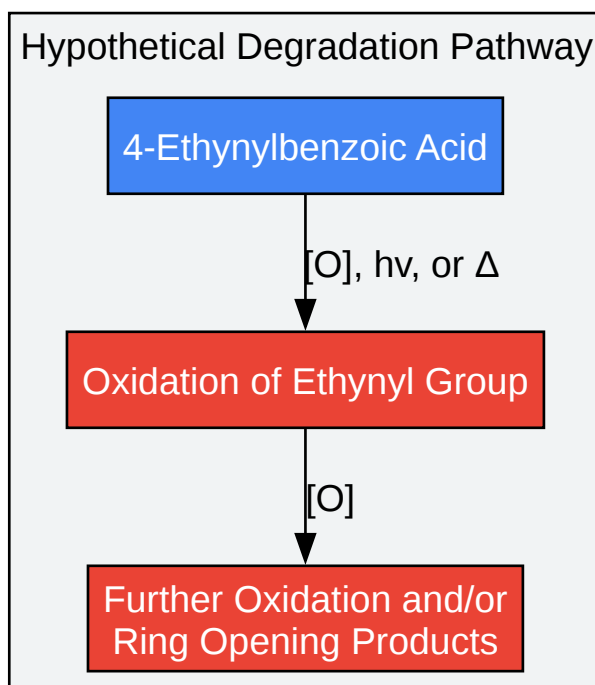 Hypothetical Degradation Pathway
4-Ethynylbenzoic Acid
[O], hv, or Δ
Oxidation of Ethynyl Group
[O]
Further Oxidation and/or
Ring Opening Products